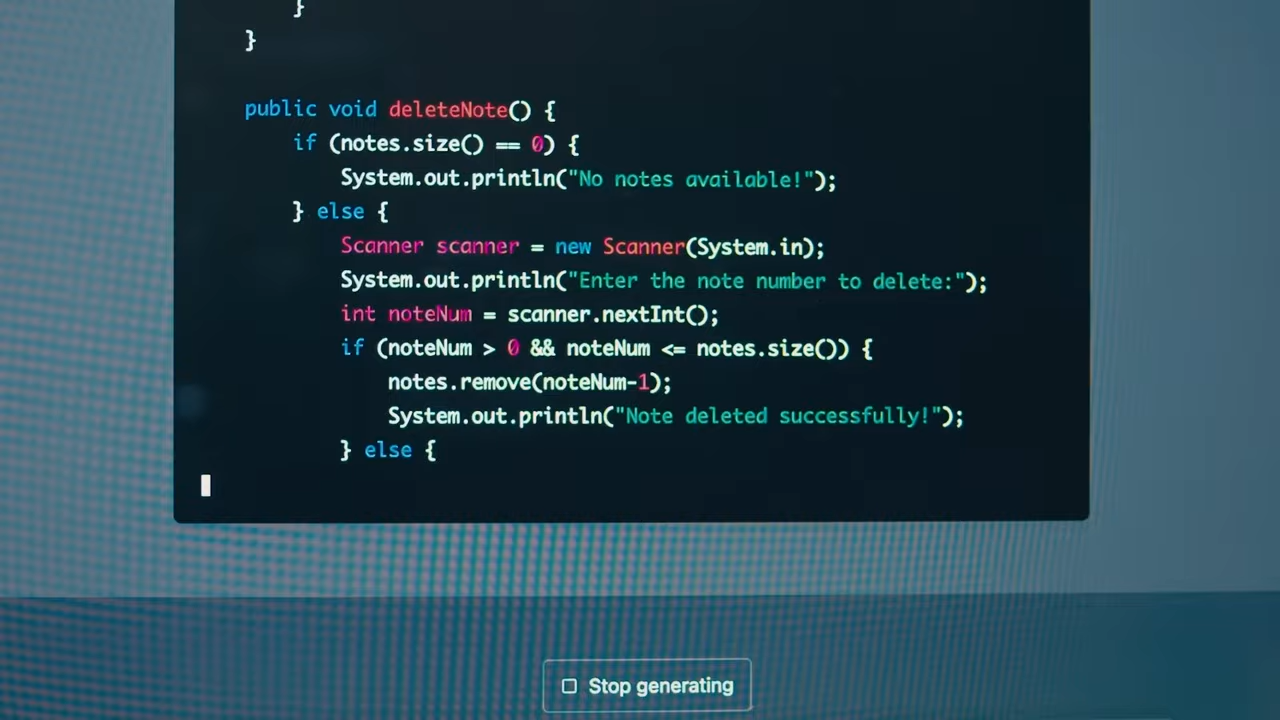 }
}
public void deleteNote() {
if (notes.size() == 0) {
System.out.println("No notes available!");
} else {
Scanner scanner = new Scanner(System.in);
System.out.println("Enter the note number to delete:");
int noteNum = scanner.nextInt();
if (noteNum > 0 && noteNum <= notes.size()) {
notes.remove(noteNum-1);
System.out.println("Note deleted successfully!");
} else {
Stop generating